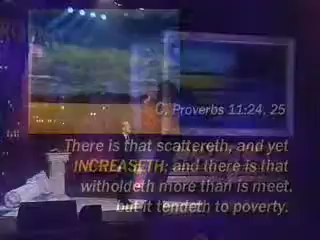 C. Proverbs 11:24, 25
There is that scattereth, and yet
INCREASETH; and there is that
witholdeth more than is meet.
but it tendeth to poverty.